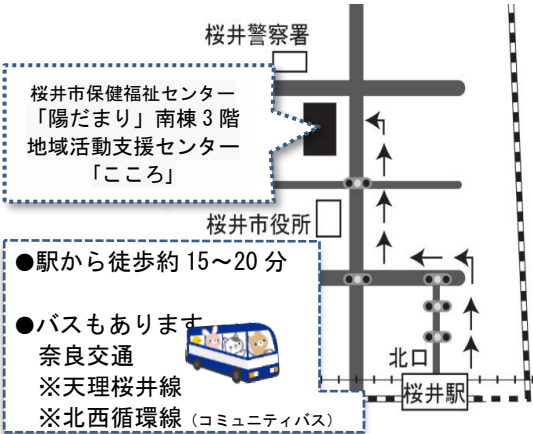 桜井警察署
桜井市保健福祉センター
「陽だまり」南棟3階
地域活動支援センター
「こころ」
桜井市役所
●駅から徒歩約15～20分
●バスもあります
奈良交通
※天理桜井線
※北西循環線（コミュニティバス）
北口
桜井駅